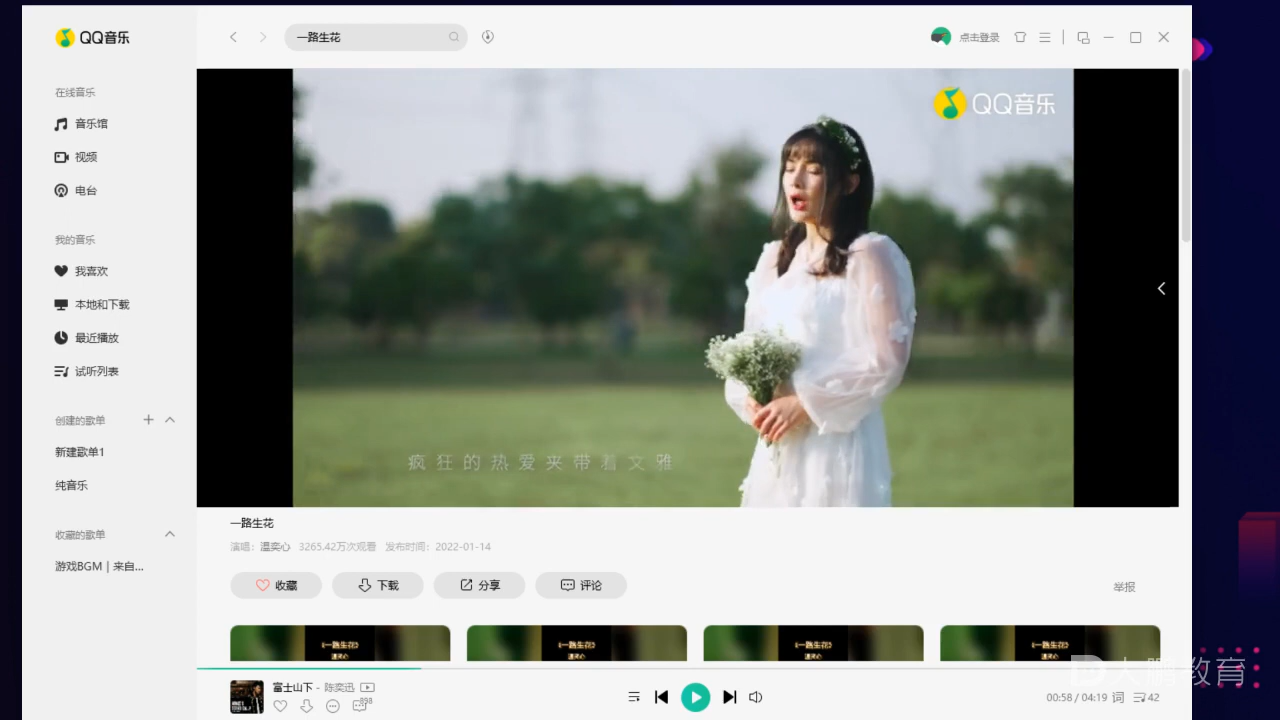 QQ音乐
一路生花
点击登录
在线音乐
音乐馆
视频
电台
我的音乐
我喜欢
本地和下载
最近播放
试听列表
创建的歌单
新建歌单1
纯音乐
收藏的歌单
游戏BGM | 来自...
QQ音乐
疯狂的热爱夹带着文雅
一路生花
演唱：温奕心 3265.42万次观看 发布时间：2022-01-14
收藏 下载 分享 评论 举报
《一路生花》 《一路生花》 《一路生花》 《一路生花》
温奕心 温奕心 温奕心 温奕心
富士山下 - 陈奕迅
00:58 / 04:19 词 42
大鹏教育